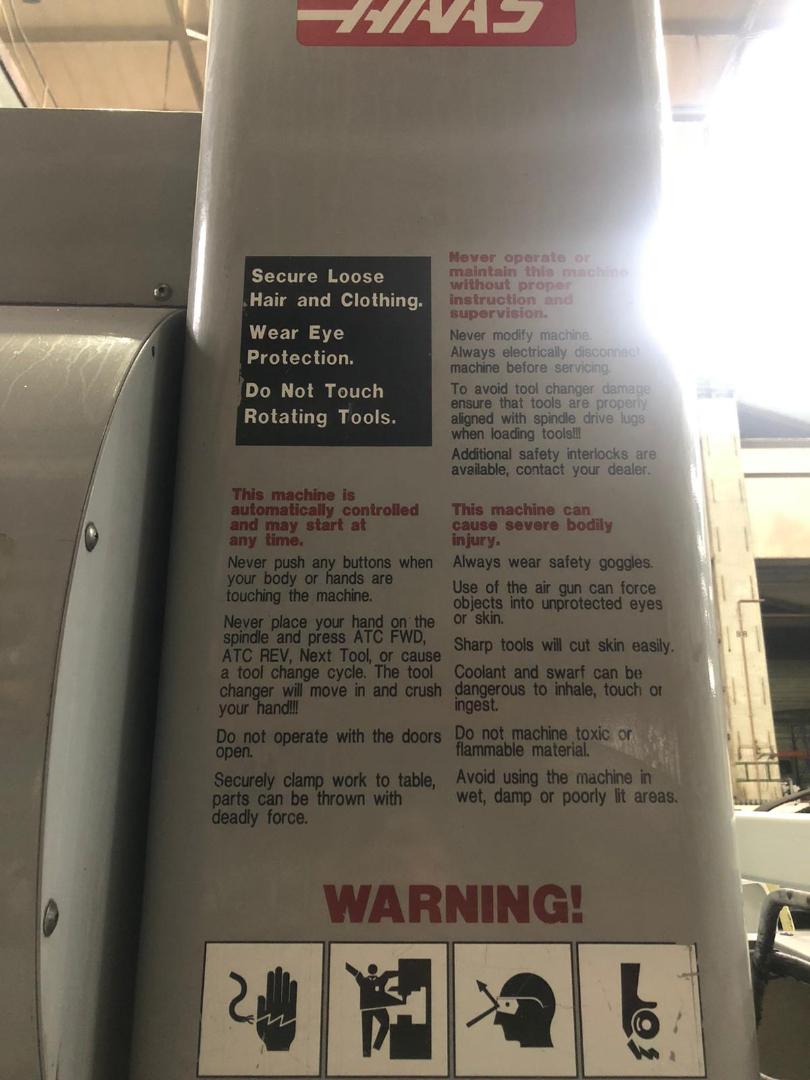 HAAS
Secure Loose
Hair and Clothing.
Wear Eye
Protection.
Do Not Touch
Rotating Tools.
Never operate or
maintain this machine
without proper
instruction and
supervision.
Never modify machine.
Always electrically disconnect
machine before servicing.
To avoid tool changer damage
ensure that tools are properly
aligned with spindle drive lugs
when loading tools!!!
Additional safety interlocks are
available, contact your dealer.
This machine is
automatically controlled
and may start at
any time.
Never push any buttons when
your body or hands are
touching the machine.
Never place your hand on the
spindle and press ATC FWD,
ATC REV, Next Tool, or cause
a tool change cycle. The tool
changer will move in and crush
your hand!!!
Do not operate with the doors
open.
Securely clamp work to table,
parts can be thrown with
deadly force.
This machine can
cause severe bodily
injury.
Always wear safety goggles.
Use of the air gun can force
objects into unprotected eyes
or skin.
Sharp tools will cut skin easily.
Coolant and swarf can be
dangerous to inhale, touch or
ingest.
Do not machine toxic or
flammable material.
Avoid using the machine in
wet, damp or poorly lit areas.
WARNING!